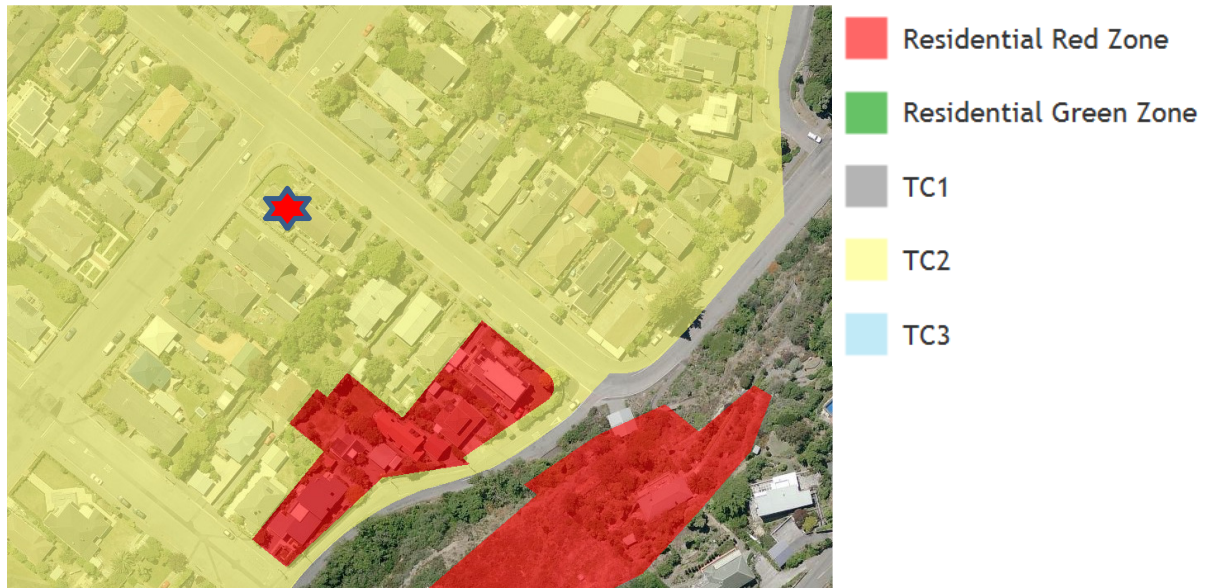 Residential Red Zone
Residential Green Zone
TC1
TC2
TC3